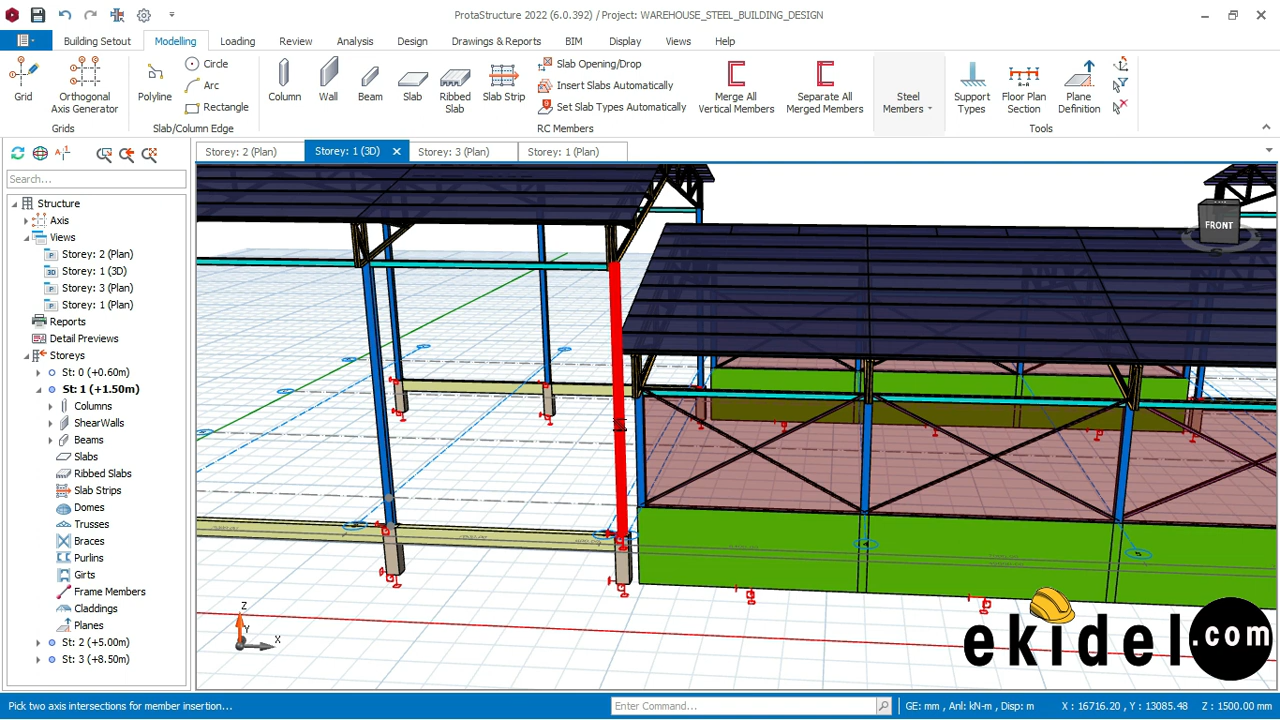 ProtaStructure 2022 (6.0.392) / Project: WAREHOUSE_STEEL_BUILDING_DESIGN
Building Setout
Modelling
Loading
Review
Analysis
Design
Drawings & Reports
BIM
Display
Views
Help
Grid
Orthogonal
Axis Generator
Grids
Polyline
Circle
Arc
Rectangle
Slab/Column Edge
Column
Wall
Beam
Slab
Ribbed
Slab
Slab Strip
Slab Opening/Drop
Insert Slabs Automatically
Set Slab Types Automatically
RC Members
Merge All
Vertical Members
Separate All
Merged Members
Steel
Members
Support
Types
Floor Plan
Section
Plane
Definition
Tools
Storey: 2 (Plan)
Storey: 1 (3D)
Storey: 3 (Plan)
Storey: 1 (Plan)
Search...
Structure
Axis
Views
Storey: 2 (Plan)
Storey: 1 (3D)
Storey: 3 (Plan)
Storey: 1 (Plan)
Reports
Detail Previews
Storeys
St: 0 (+0.60m)
St: 1 (+1.50m)
Columns
ShearWalls
Beams
Slabs
Ribbed Slabs
Slab Strips
Domes
Trusses
Braces
Purlins
Girts
Frame Members
Claddings
Planes
St: 2 (+5.00m)
St: 3 (+8.50m)
FRONT
Z
Y
X
ekidel.com
Pick two axis intersections for member insertion...
Enter Command...
GE: mm , Anl: kN-m , Disp: m
X : 16716.20 , Y : 13085.48
Z : 1500.00 mm